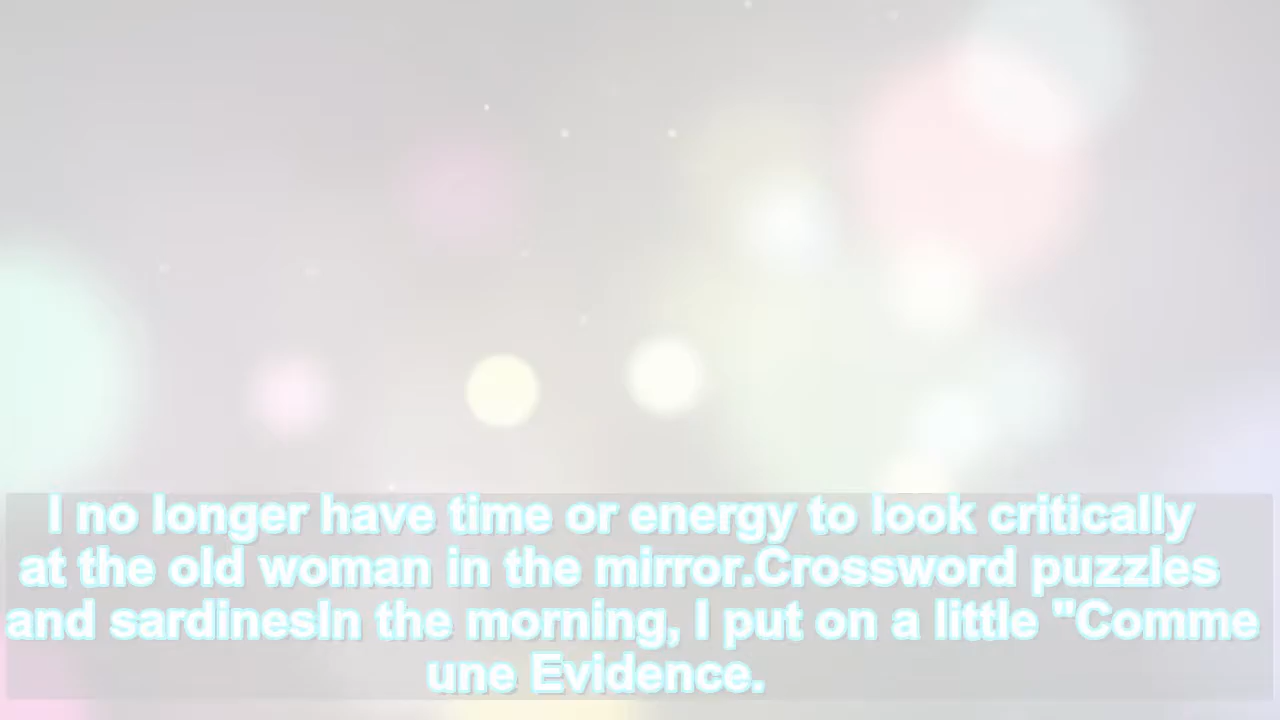 I no longer have time or energy to look critically
at the old woman in the mirror.Crossword puzzles
and sardinesIn the morning, I put on a little "Comme
une Evidence.